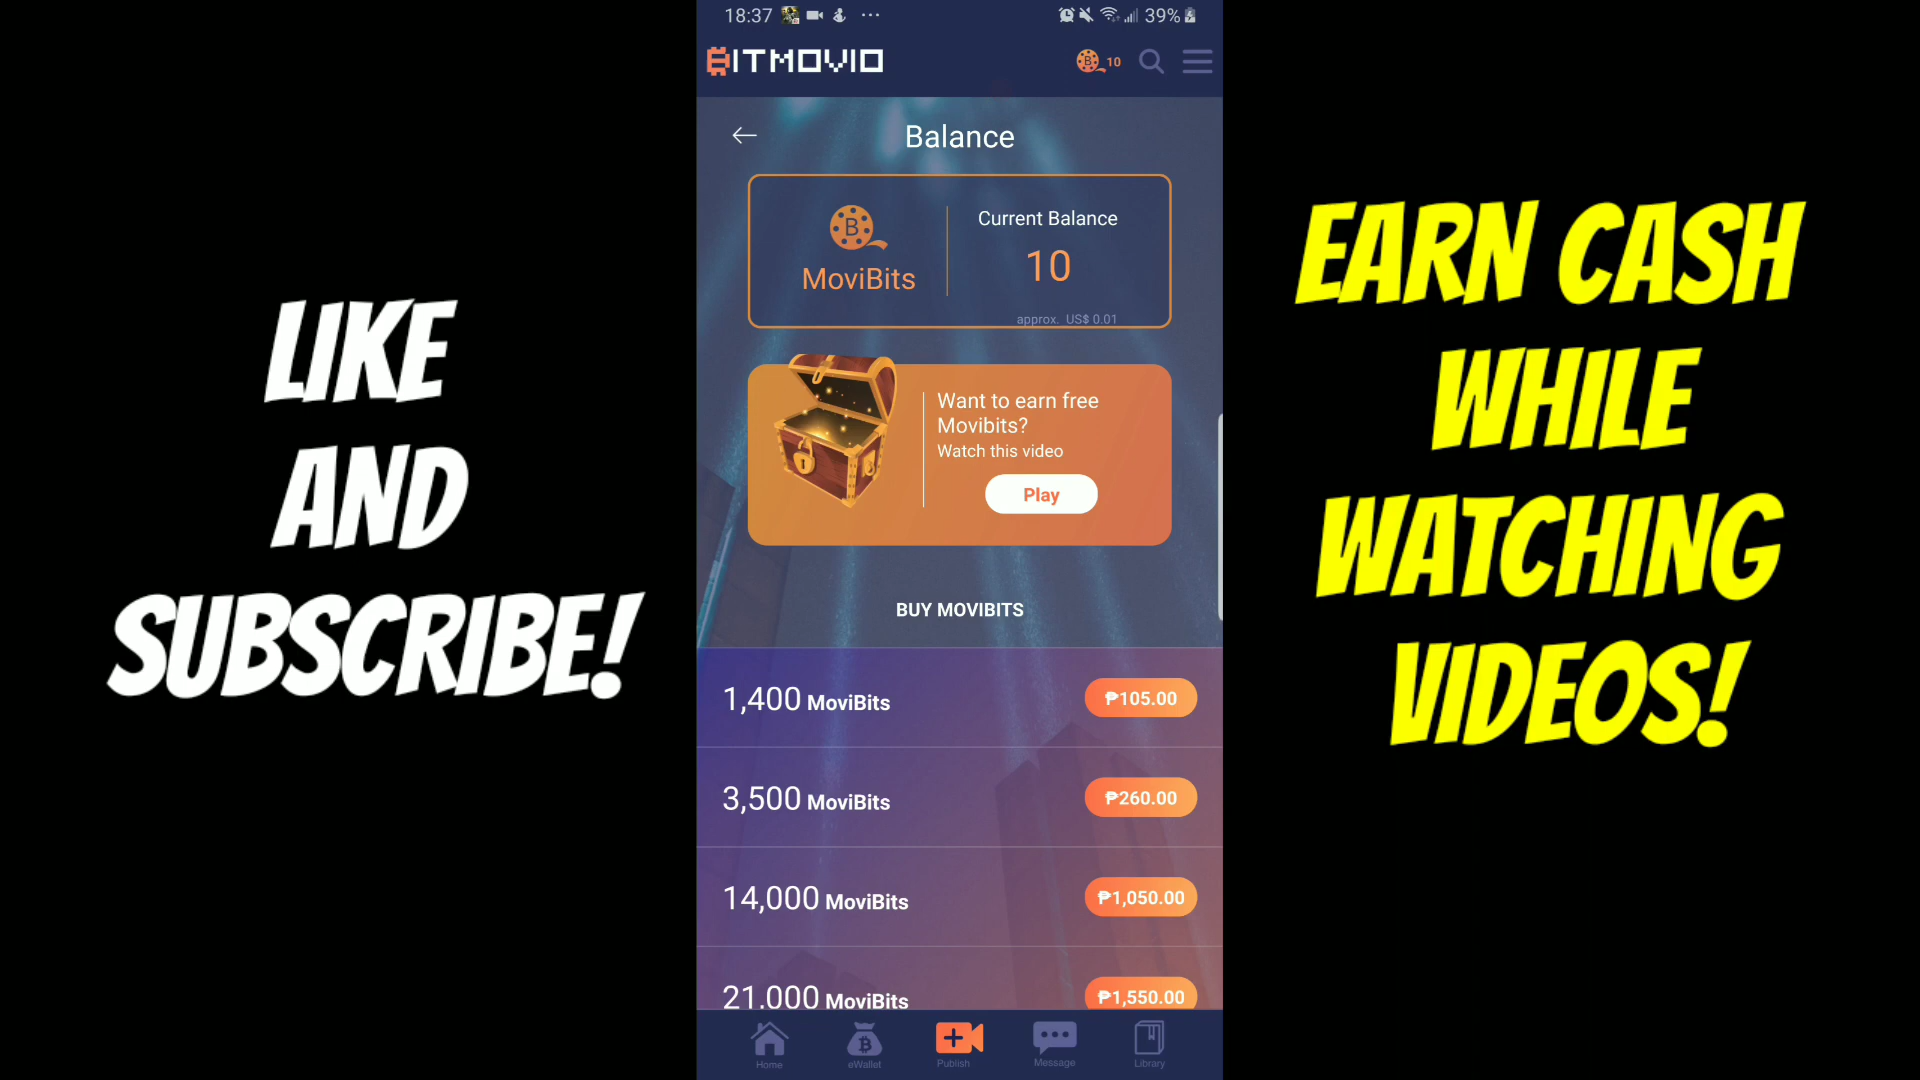 LIKE
AND
SUBSCRIBE!
18:37
39%
BITMOVIO
10
Balance
MoviBits
Current Balance
10
approx. US$ 0.01
Want to earn free
Movibits?
Watch this video
Play
BUY MOVIBITS
1,400 MoviBits
₱105.00
3,500 MoviBits
₱260.00
14,000 MoviBits
₱1,050.00
21,000 MoviBits
₱1,550.00
Home
eWallet
Publish
Message
Library
EARN CASH
WHILE
WATCHING
VIDEOS!